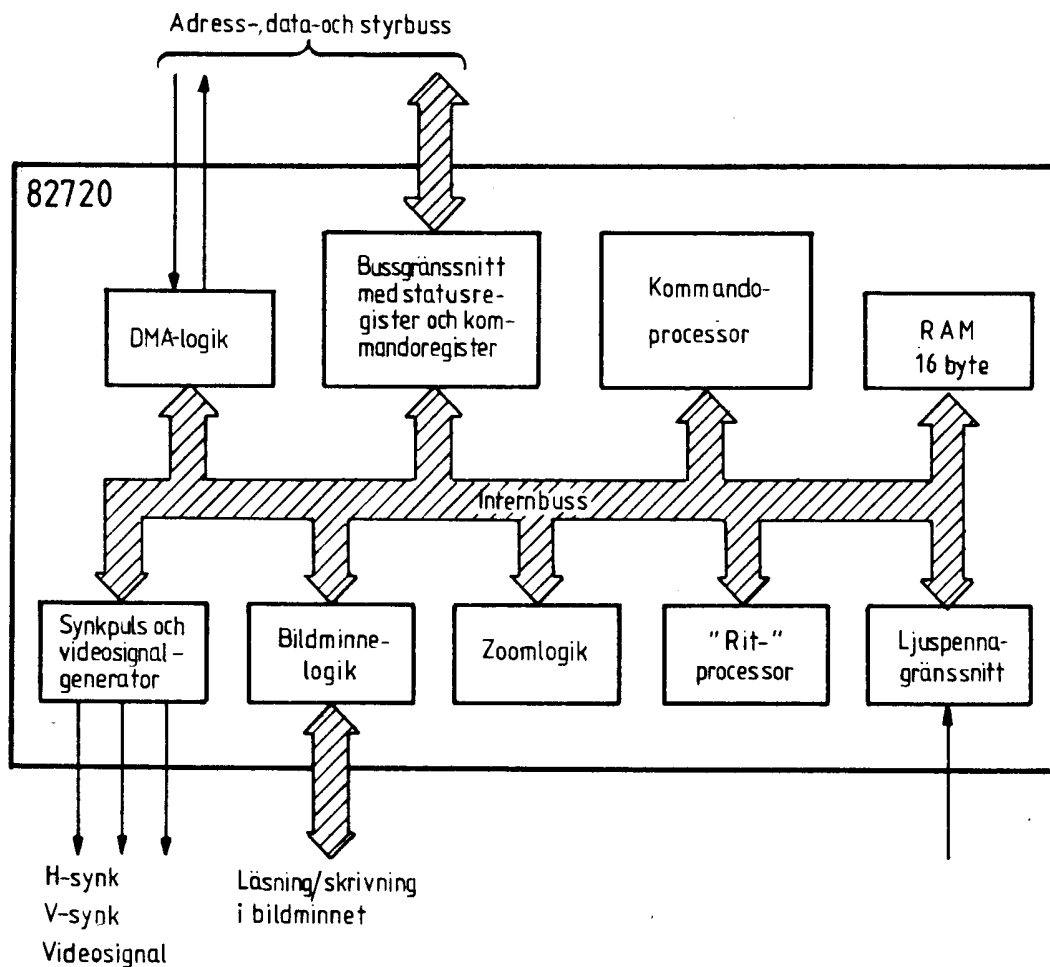 Adress-, data- och styrbuss
82720
DMA-logik
Bussgränssnitt
med statusre-
gister och kom-
mandoregister
Kommando-
processor
RAM
16 byte
Internbuss
Synkpuls och
videosignal-
generator
Bildminne-
logik
Zoomlogik
"Rit-"
processor
Ljuspenna-
gränssnitt
H-synk
V-synk
Videosignal
Läsning/skrivning
i bildminnet